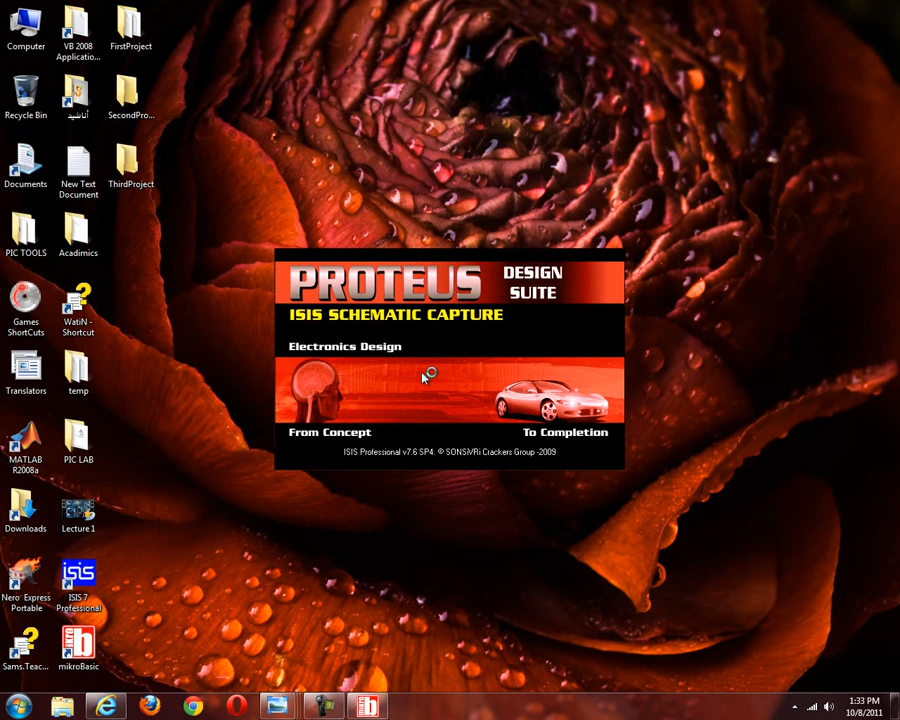 Computer
VB 2008
Applicatio...
FirstProject
Recycle Bin
أناشيد
SecondPro...
Documents
New Text
Document
ThirdProject
PIC TOOLS
Acadimics
Games
ShortCuts
WatiN -
Shortcut
Translators
temp
MATLAB
R2008a
PIC LAB
Downloads
Lecture 1
Nero Express
Portable
isis
ISIS 7
Professional
Sams.Teac...
mikroBasic
PROTEUS
DESIGN
SUITE
ISIS SCHEMATIC CAPTURE
Electronics Design
From Concept
To Completion
ISIS Professional v7.6 SP4. © SONSiVRi Crackers Group -2009
1:33 PM
10/8/2011